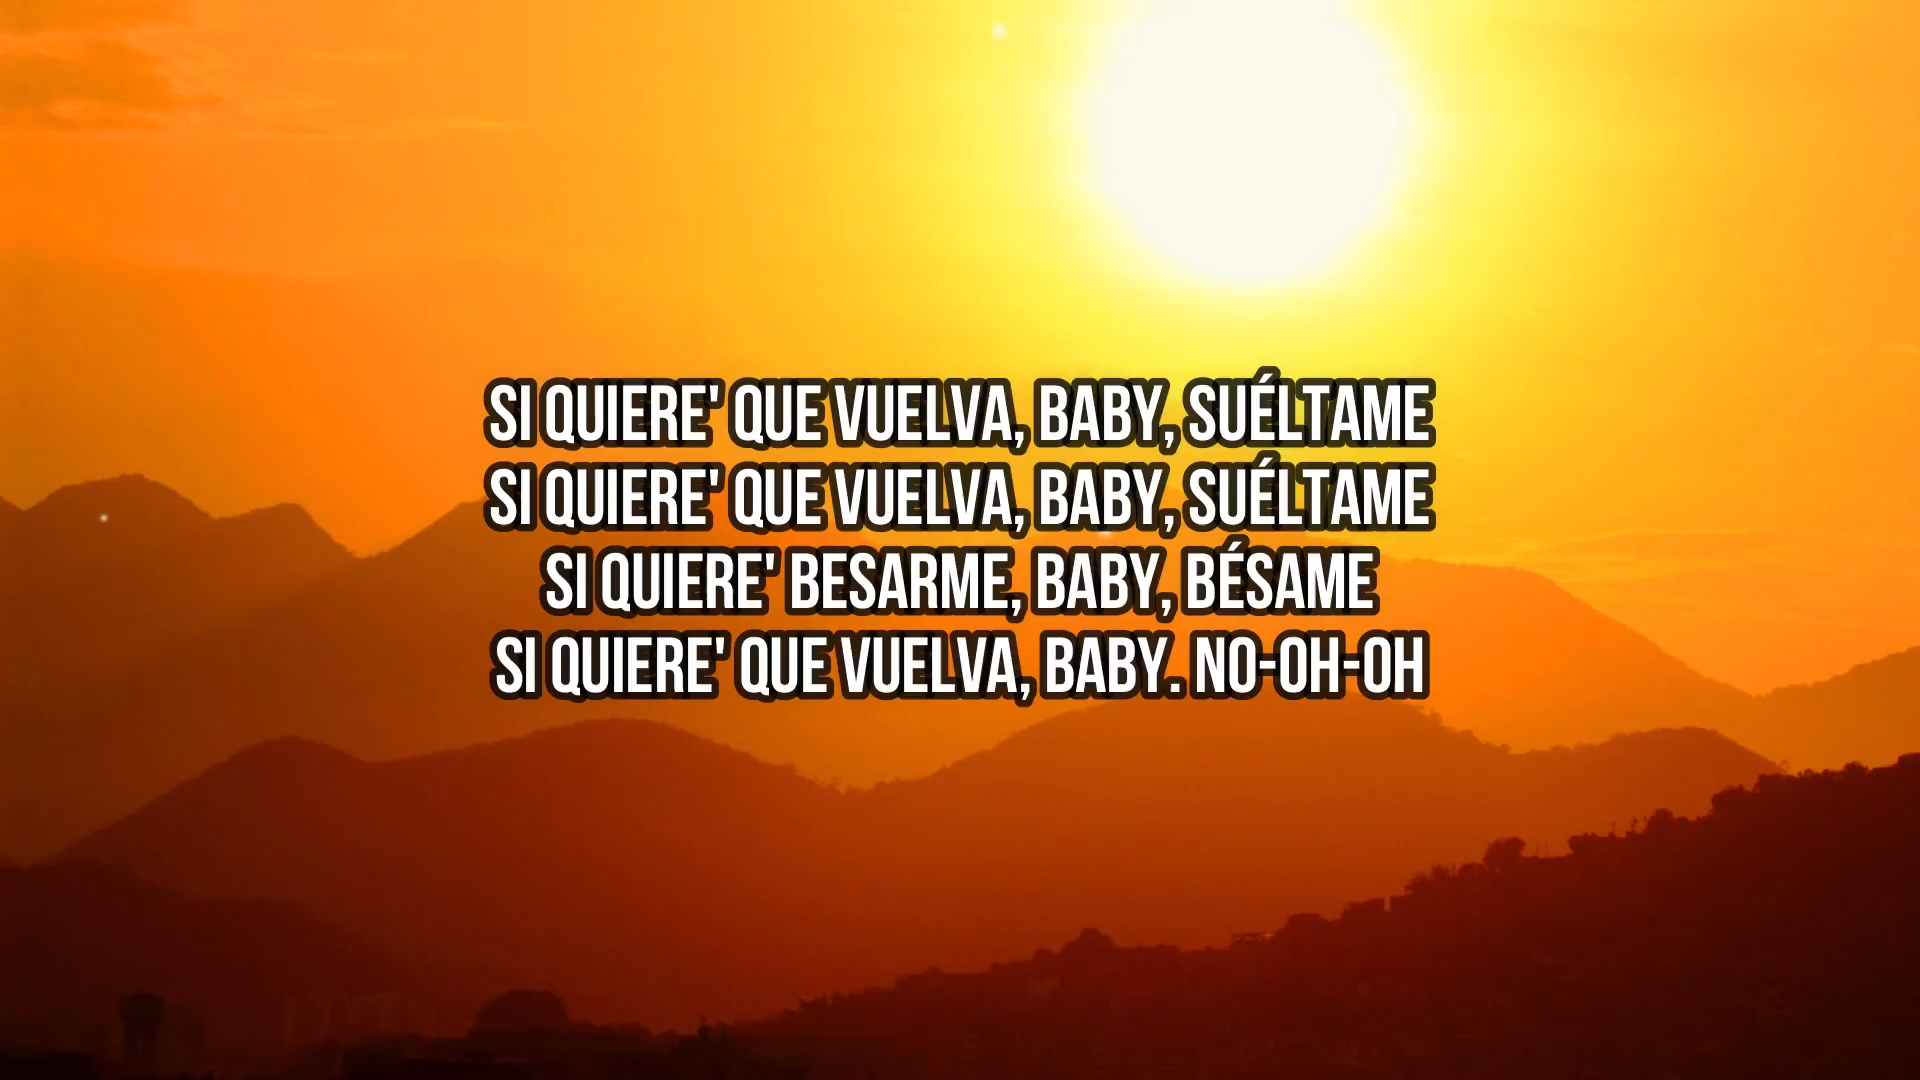 SI QUIERE' QUE VUELVA, BABY, SUÉLTAME
SI QUIERE' QUE VUELVA, BABY, SUÉLTAME
SI QUIERE' BESARME, BABY, BÉSAME
SI QUIERE' QUE VUELVA, BABY. NO-OH-OH